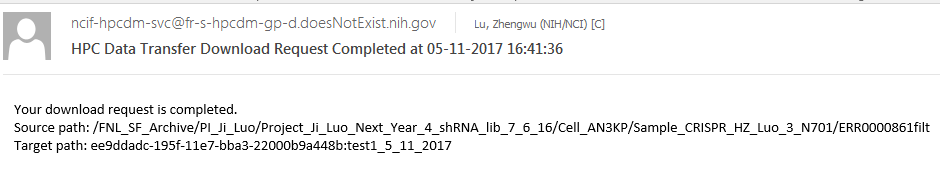 ncif-hpcdm-svc@fr-s-hpcdm-gp-d.doesNotExist.nih.gov Lu, Zhengwu (NIH/NCI) [C]
HPC Data Transfer Download Request Completed at 05-11-2017 16:41:36
Your download request is completed.
Source path: /FNL_SF_Archive/PI_Ji_Luo/Project_Ji_Luo_Next_Year_4_shRNA_lib_7_6_16/Cell_AN3KP/Sample_CRISPR_HZ_Luo_3_N701/ERR0000861filt
Target path: ee9ddadc-195f-11e7-bba3-22000b9a448b:test1_5_11_2017